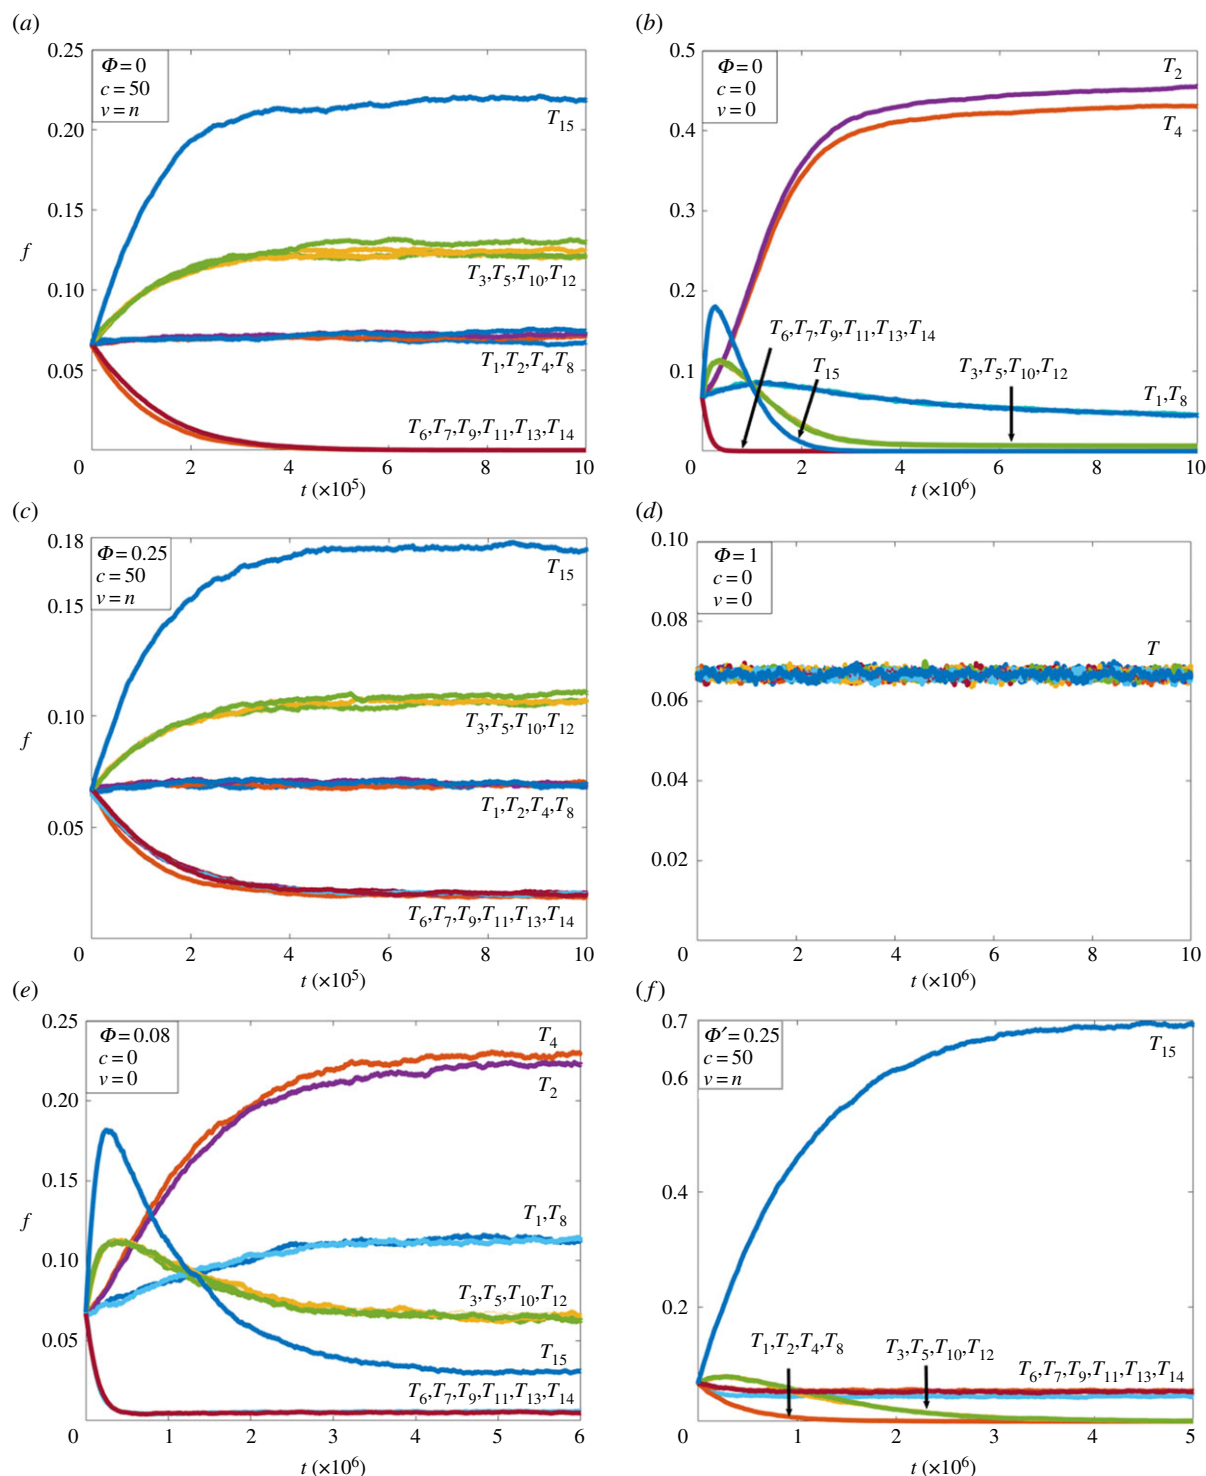 (a)
0.25
Φ = 0
c = 50
v = n
0.20
T15
0.15
f
0.10
T3,T5,T10,T12
T1,T2,T4,T8
0.05
T6,T7,T9,T11,T13,T14
0 2 4 6 8 10
t (×10^5)
(b)
0.5
Φ = 0
c = 0
v = 0
T2
0.4
T4
0.3
0.2
T6,T7,T9,T11,T13,T14
T15
T3,T5,T10,T12
0.1
T1,T8
0 2 4 6 8 10
t (×10^6)
(c)
0.18
Φ = 0.25
c = 50
v = n
T15
0.15
f
0.10
T3,T5,T10,T12
T1,T2,T4,T8
0.05
T6,T7,T9,T11,T13,T14
0 2 4 6 8 10
t (×10^5)
(d)
0.10
Φ = 1
c = 0
v = 0
0.08
T
0.06
0.04
0.02
0 2 4 6 8 10
t (×10^6)
(e)
0.25
Φ = 0.08
c = 0
v = 0
T4
T2
0.20
0.15
f
T1,T8
0.10
T3,T5,T10,T12
0.05
T15
T6,T7,T9,T11,T13,T14
0 1 2 3 4 5 6
t (×10^6)
(f)
0.7
Φ′ = 0.25
c = 50
v = n
T15
0.6
0.4
0.2
T1,T2,T4,T8
T3,T5,T10,T12
T6,T7,T9,T11,T13,T14
0 1 2 3 4 5
t (×10^6)